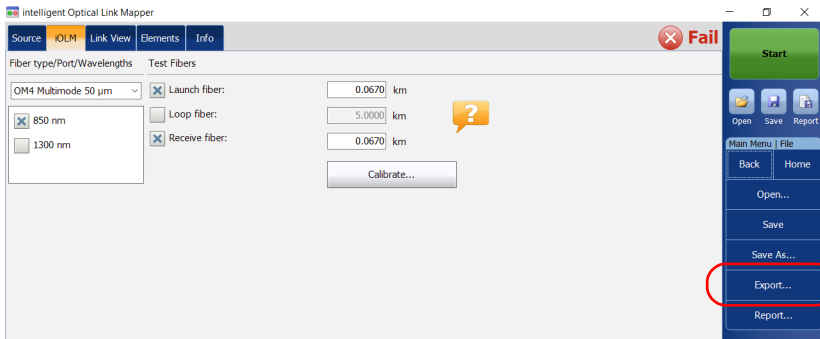 intelligent Optical Link Mapper
Source iOLM Link View Elements Info Fail
Fiber type/Port/Wavelengths Test Fibers
OM4 Multimode 50 µm
850 nm
1300 nm
Launch fiber: 0.0670 km
Loop fiber: 5.0000 km
Receive fiber: 0.0670 km
?
Calibrate...
Start
Open Save Report
Main Menu | File
Back Home
Open...
Save
Save As...
Export...
Report...